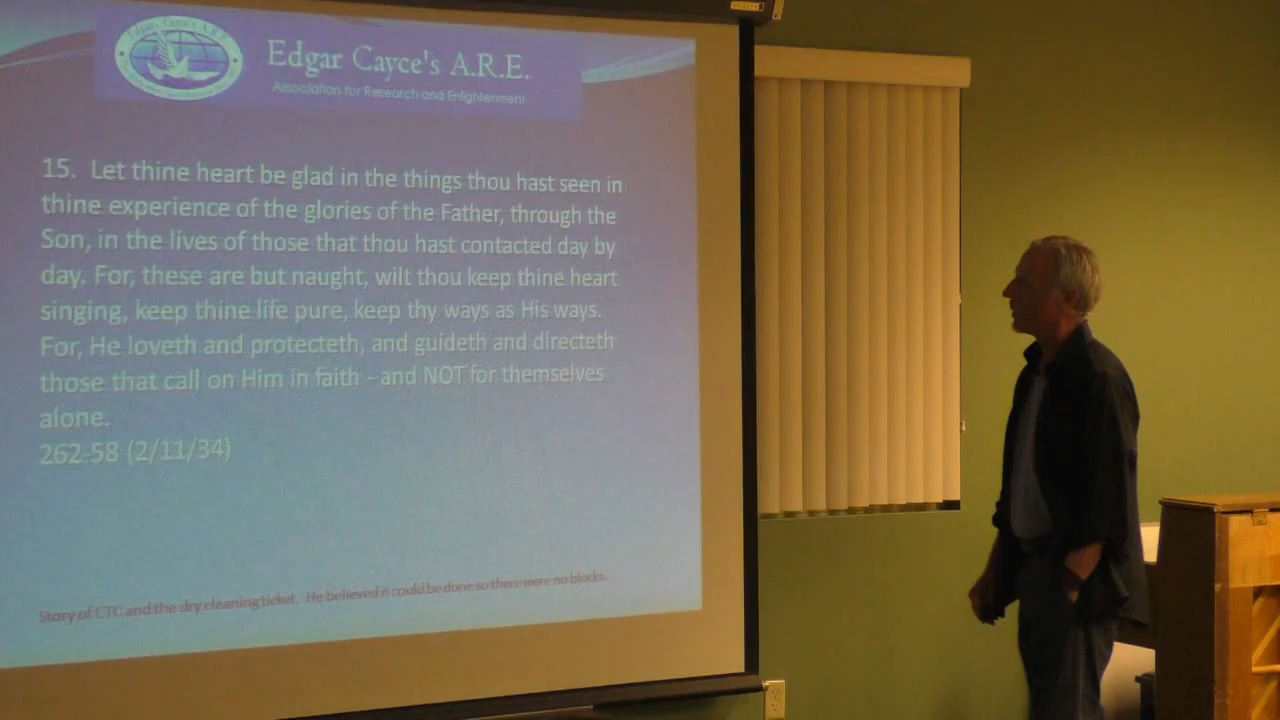 Edgar Cayce's A.R.E.
Association for Research and Enlightenment
15. Let thine heart be glad in the things thou hast seen in
thine experience of the glories of the Father, through the
Son, in the lives of those that thou hast contacted day by
day. For, these are but naught, wilt thou keep thine heart
singing, keep thine life pure, keep thy ways as His ways.
For, He loveth and protecteth, and guideth and directeth
those that call on Him in faith - and NOT for themselves
alone.
262-58 (2/11/34)
Story of CTC and the dry cleaning ticket. He believed it could be done so there were no blocks.